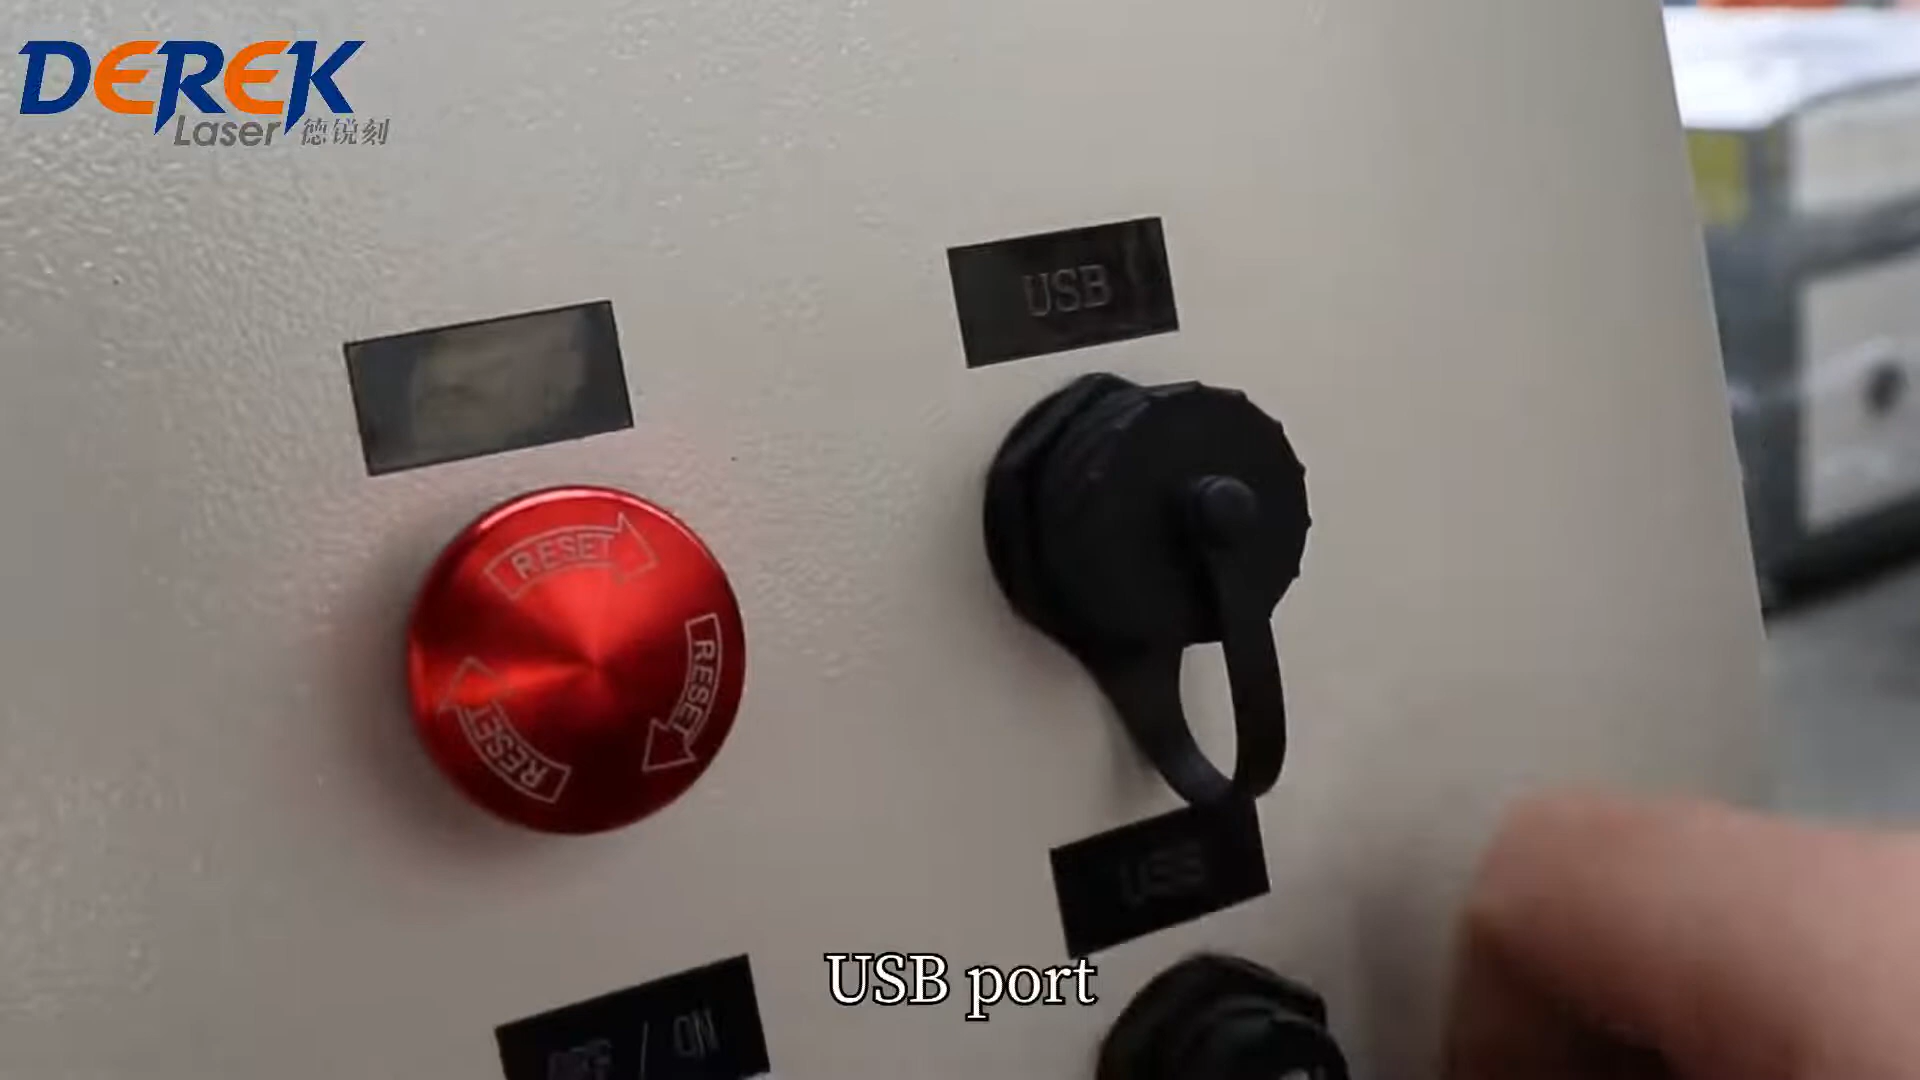 DEREK
Laser 德锐刻
USB
RESET
RESET
RESET
USB
USB port
OFF / ON